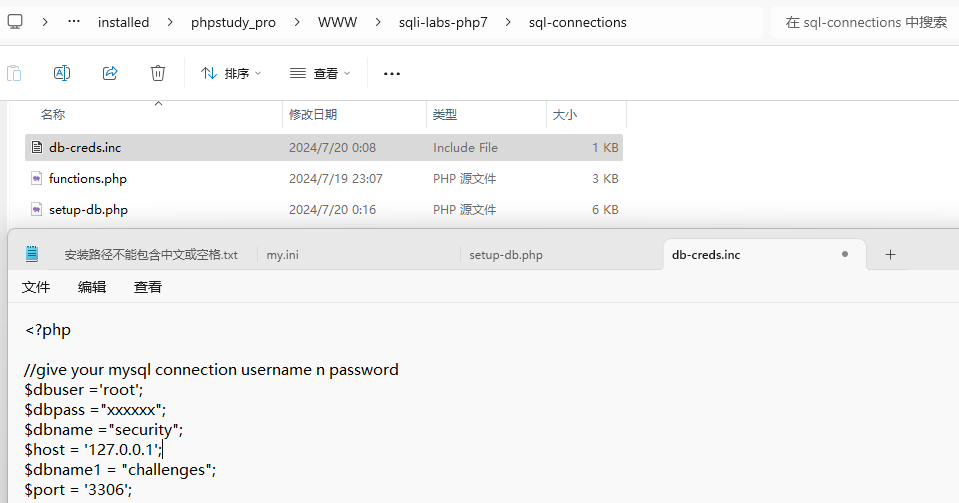 … installed phpstudy_pro WWW sqli-labs-php7 sql-connections 在 sql-connections 中搜索
排序 查看 …
名称 修改日期 类型 大小
db-creds.inc 2024/7/20 0:08 Include File 1 KB
functions.php 2024/7/19 23:07 PHP 源文件 3 KB
setup-db.php 2024/7/20 0:16 PHP 源文件 6 KB
安装路径不能包含中文或空格.txt my.ini setup-db.php db-creds.inc
文件 编辑 查看
<?php
//give your mysql connection username n password
$dbuser ='root';
$dbpass ="xxxxxx";
$dbname ="security";
$host = '127.0.0.1';
$dbname1 = "challenges";
$port = '3306';